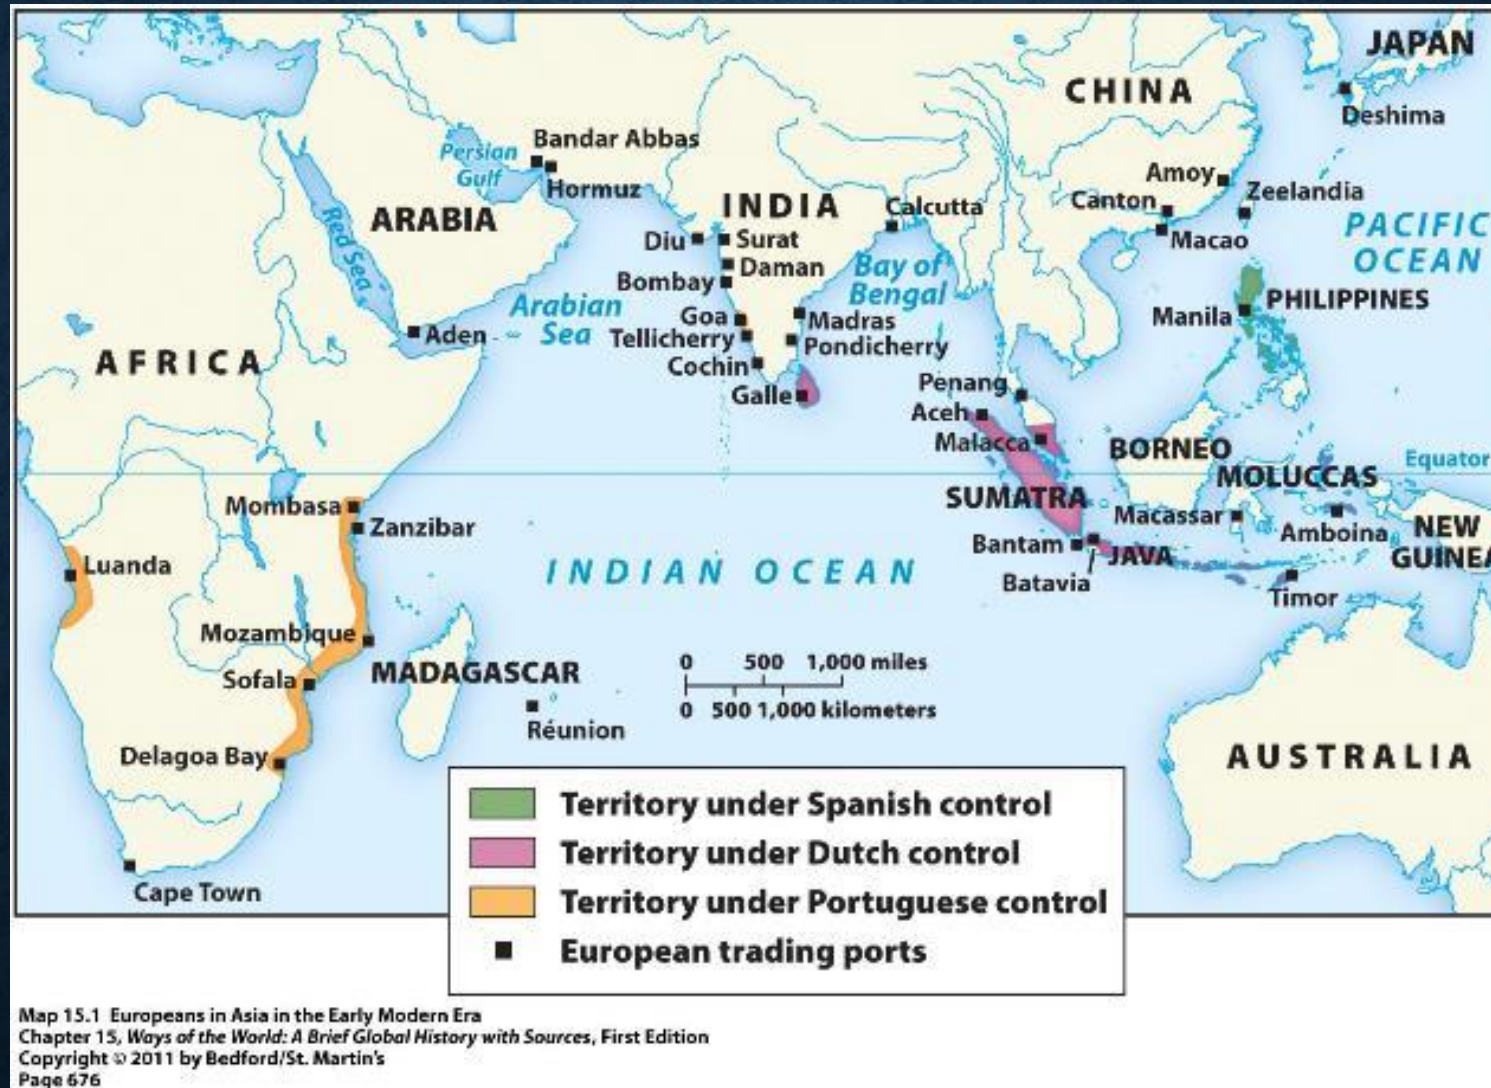 JAPAN
CHINA
Deshima
Bandar Abbas
Persian
Gulf
Hormuz
Amoy
Zeelandia
Canton
INDIA
Calcutta
ARABIA
Red Sea
Macao
PACIFIC
OCEAN
Diu
Surat
Daman
Bay of
Bengal
Bombay
Arabian
Sea
PHILIPPINES
Goa
Madras
Manila
Aden
Tellicherry
Pondicherry
AFRICA
Cochin
Galle
Penang
Aceh
Malacca
BORNEO
Equator
MOLUCCAS
Mombasa
SUMATRA
Zanzibar
Macassar
Amboina
NEW
GUINEA
Luanda
INDIAN OCEAN
Bantam
JAVA
Batavia
Timor
Mozambique
MADAGASCAR
Sofala
0 500 1,000 miles
0 500 1,000 kilometers
Réunion
Delagoa Bay
AUSTRALIA
Cape Town
Territory under Spanish control
Territory under Dutch control
Territory under Portuguese control
European trading ports
Map 15.1 Europeans in Asia in the Early Modern Era
Chapter 15, Ways of the World: A Brief Global History with Sources, First Edition
Copyright © 2011 by Bedford/St. Martin's
Page 676